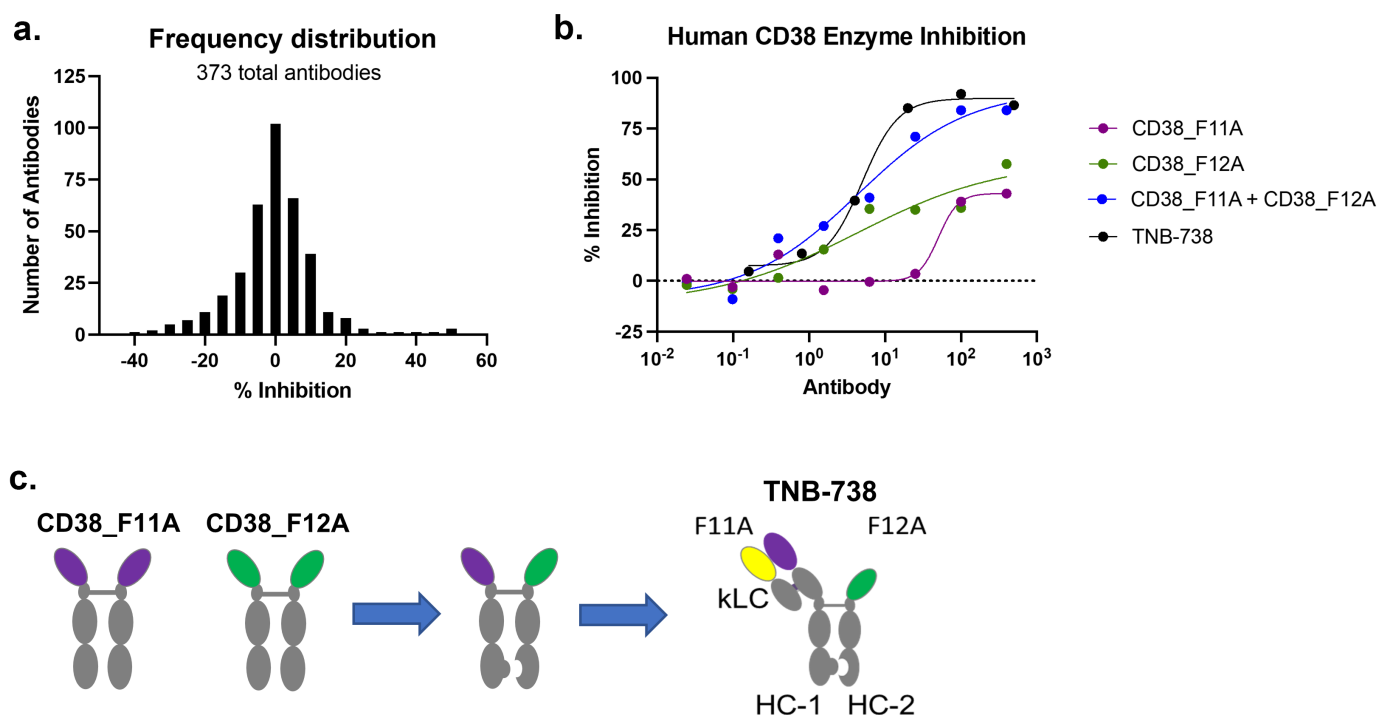 a.
Frequency distribution
373 total antibodies
Number of Antibodies
125
100
75
50
25
0
-40 -20 0 20 40 60
% Inhibition
b.
Human CD38 Enzyme Inhibition
% Inhibition
100
75
50
25
0
-25
10-2 10-1 100 101 102 103
Antibody
CD38_F11A
CD38_F12A
CD38_F11A + CD38_F12A
TNB-738
c.
CD38_F11A CD38_F12A
TNB-738
F11A F12A
kLC
HC-1 HC-2